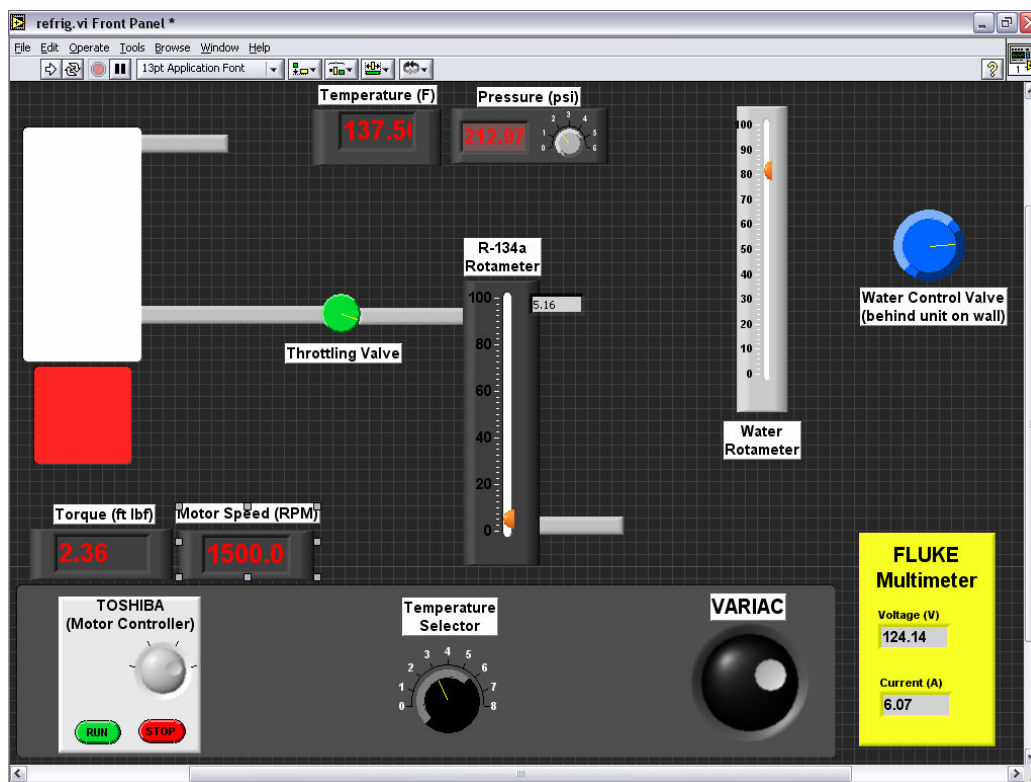 refrig.vi Front Panel *
File Edit Operate Tools Browse Window Help
13pt Application Font
?
1
Temperature (F)
137.50
Pressure (psi)
212.97
0 1 2 3 4 5 6
100
90
80
70
60
50
40
30
20
10
0
Water
Rotameter
Water Control Valve
(behind unit on wall)
R-134a
Rotameter
100
80
60
40
20
0
5.16
Throttling Valve
Torque (ft lbf)
2.36
Motor Speed (RPM)
1500.0
TOSHIBA
(Motor Controller)
RUN
STOP
Temperature
Selector
0 1 2 3 4 5 6 7 8
VARIAC
FLUKE
Multimeter
Voltage (V)
124.14
Current (A)
6.07